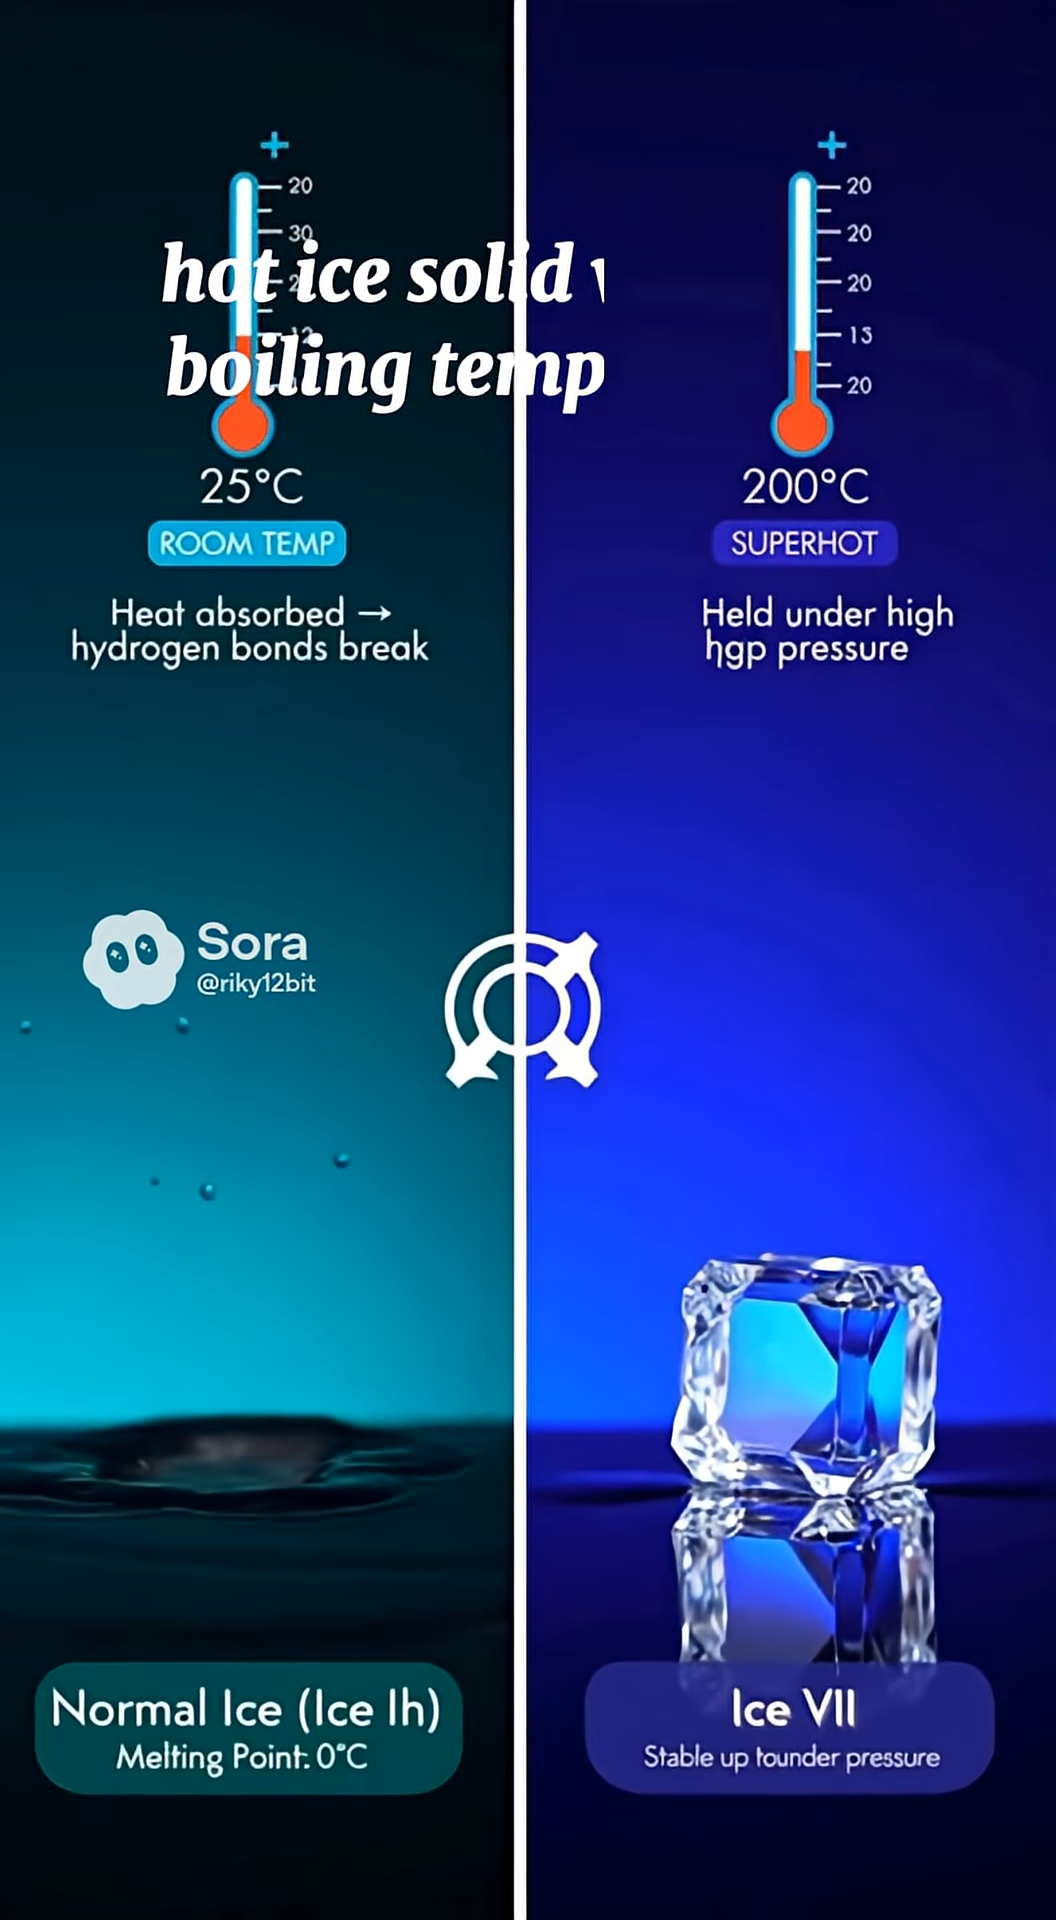 +
20
30
hot ice solid
boiling temp
25°C
ROOM TEMP
Heat absorbed →
hydrogen bonds break
Sora
@riky12bit
Normal Ice (Ice Ih)
Melting Point: 0°C
+
20
20
20
13
20
200°C
SUPERHOT
Held under high
hgp pressure
Ice VII
Stable up tounder pressure